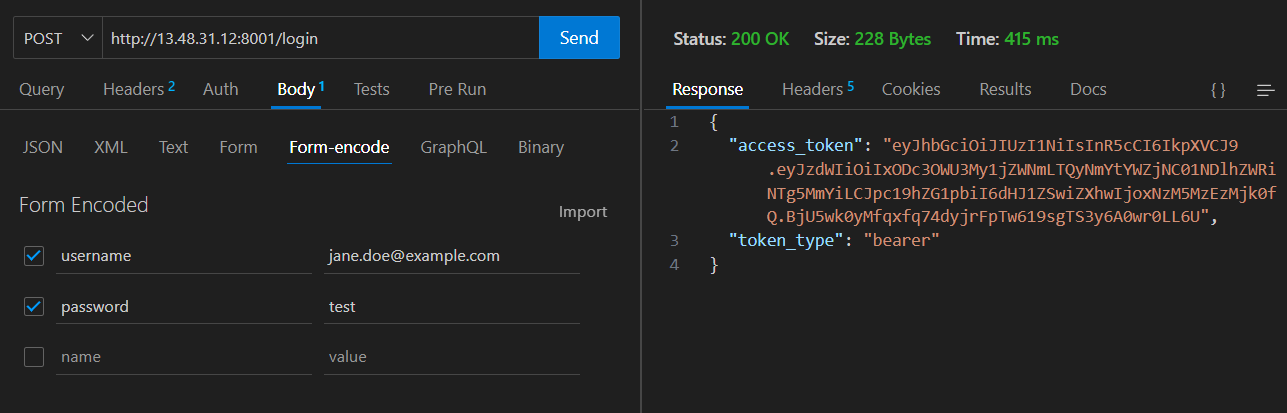 POST http://13.48.31.12:8001/login Send
Query Headers 2 Auth Body 1 Tests Pre Run
JSON XML Text Form Form-encode GraphQL Binary
Form Encoded
Import
username jane.doe@example.com
password test
name value
Status: 200 OK Size: 228 Bytes Time: 415 ms
Response Headers 5 Cookies Results Docs {}
1 {
2 "access_token": "eyJhbGciOiJIUzI1NiIsInR5cCI6IkpXVCJ9
.eyJzdWIiOiIxODc3OWU3My1jZWNmLTQyNmYtYWZjNC01NDlhZWRi
NTg5MmYiLCJpc19hZG1pbiI6dHJ1ZSwiZXhwIjoxNzM5MzEzMjk0f
Q.BjU5wk0yMfqxfq74dyjrFpTw619sgTS3y6A0wr0LL6U",
3 "token_type": "bearer"
4 }